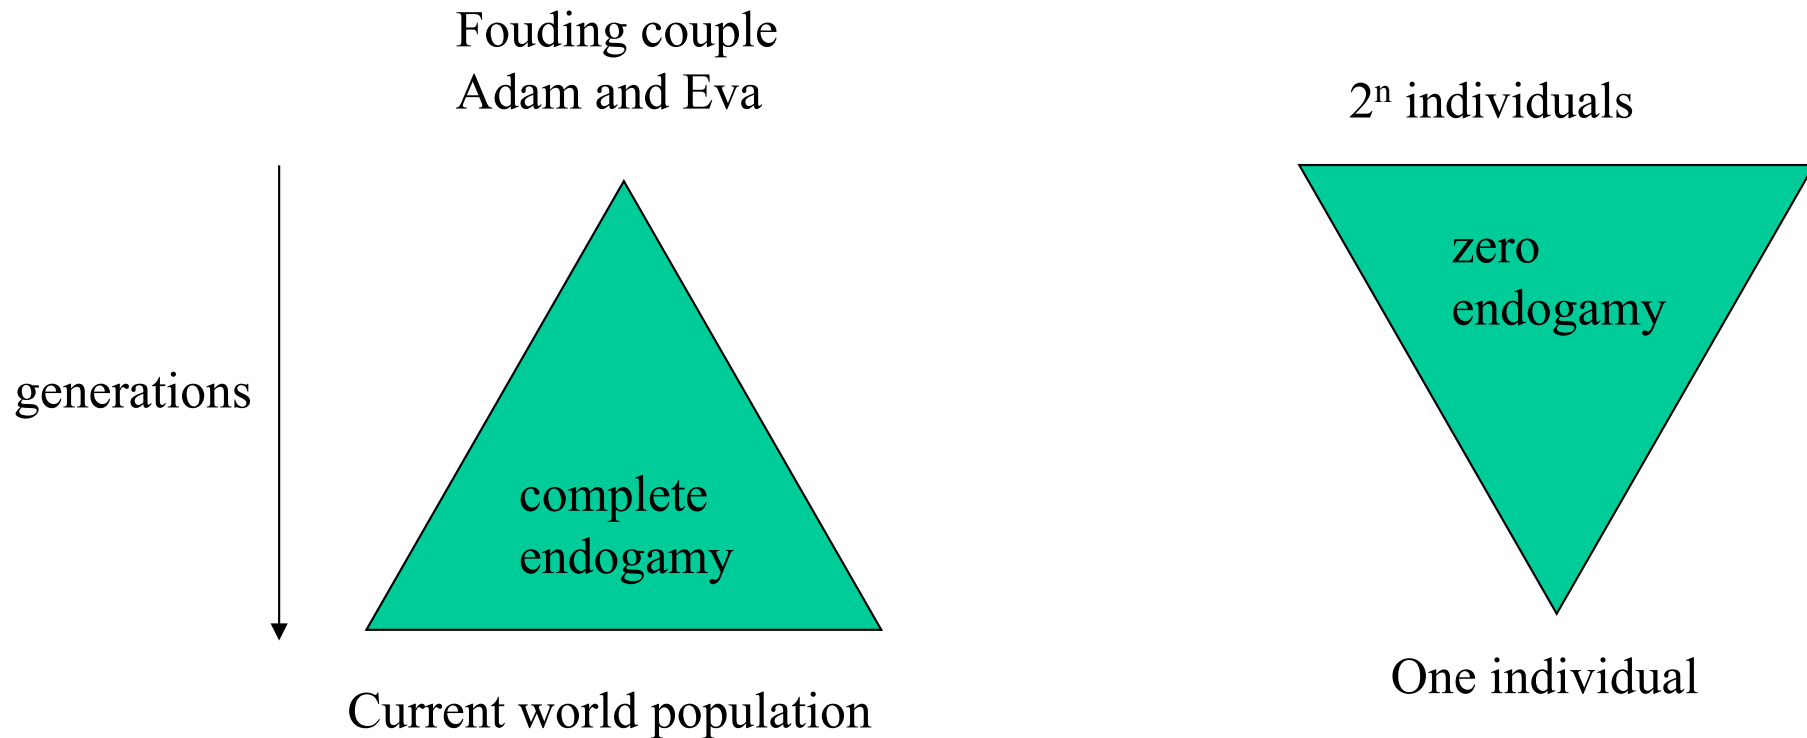 Fouding couple
Adam and Eva
2ⁿ individuals
zero
endogamy
generations
complete
endogamy
One individual
Current world population